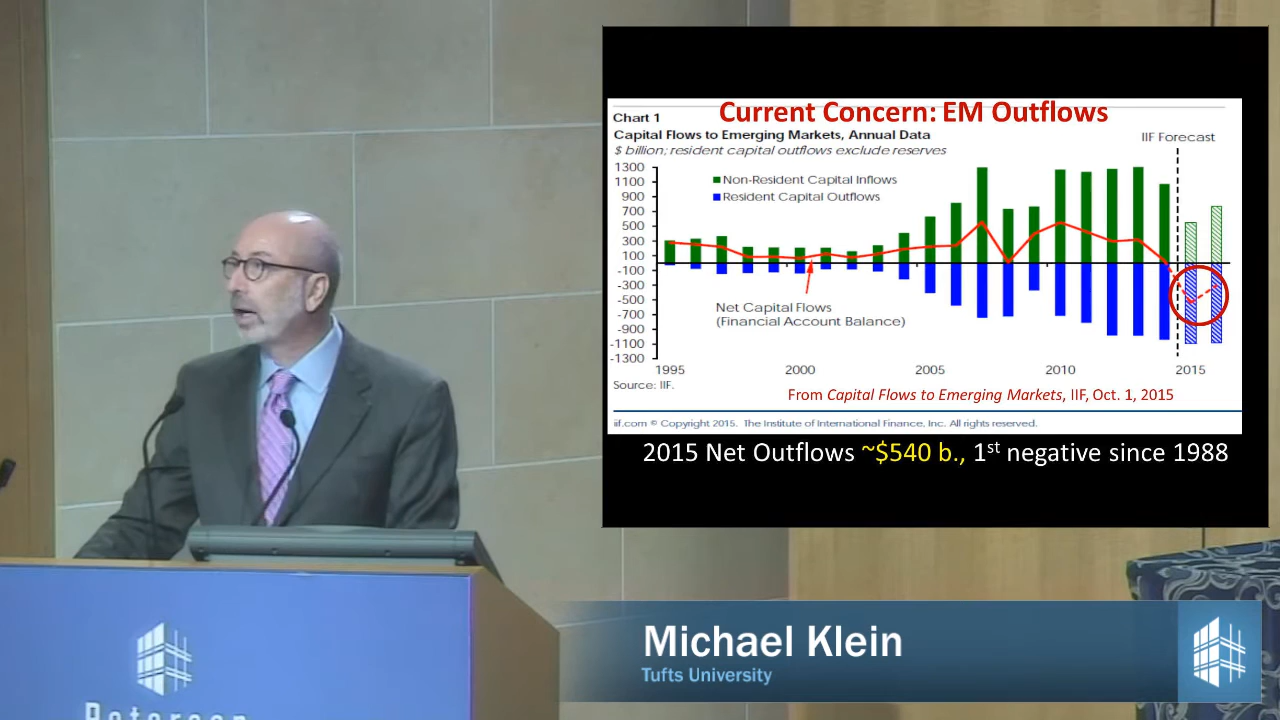 Current Concern: EM Outflows
Chart 1
Capital Flows to Emerging Markets, Annual Data
$ billion; resident capital outflows exclude reserves
IIF Forecast
1300
1100
900
700
500
300
100
-100
-300
-500
-700
-900
-1100
-1300
Non-Resident Capital Inflows
Resident Capital Outflows
Net Capital Flows
(Financial Account Balance)
1995 2000 2005 2010 2015
Source: IIF.
From Capital Flows to Emerging Markets, IIF, Oct. 1, 2015
iif.com © Copyright 2015. The Institute of International Finance, Inc. All rights reserved.
2015 Net Outflows ~$540 b., 1st negative since 1988
Peterson
Michael Klein
Tufts University